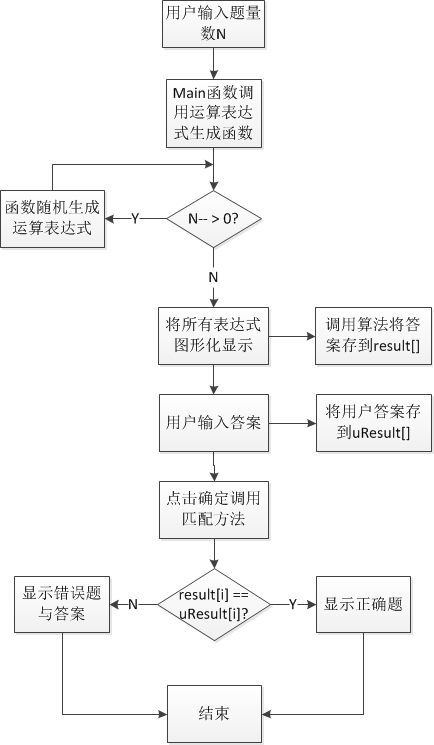 用户输入题量
数N
Main函数调
用运算表达
式生成函数
函数随机生成
运算表达式
Y
N-- > 0?
N
将所有表达式
图形化显示
调用算法将答
案存到result[]
用户输入答案
将用户答案存
到uResult[]
点击确定调用
匹配方法
显示错误题
与答案
N
result[i] ==
uResult[i]?
Y
显示正确题
结束